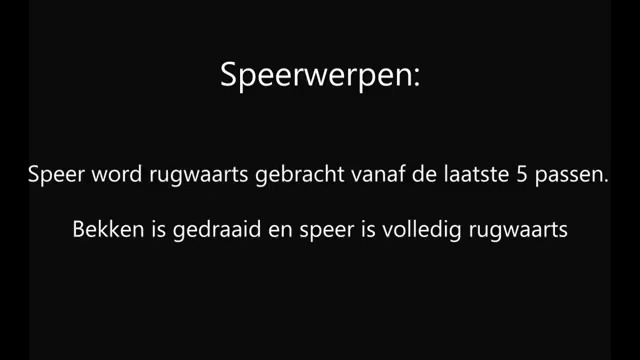 Speerwerpen:
Speer word rugwaarts gebracht vanaf de laatste 5 passen.
Bekken is gedraaid en speer is volledig rugwaarts